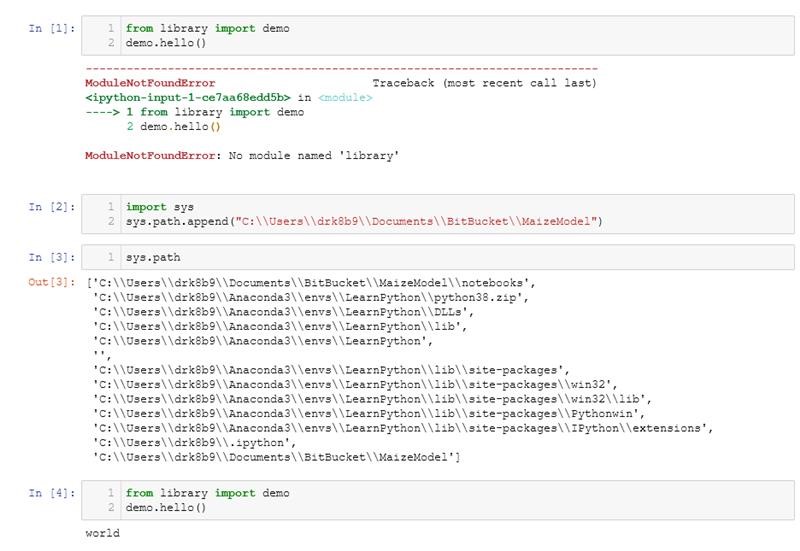 In [1]: 1 from library import demo
2 demo.hello()
---------------------------------------------------------------------------
ModuleNotFoundError Traceback (most recent call last)
<ipython-input-1-ce7aa68edd5b> in <module>
----> 1 from library import demo
2 demo.hello()
ModuleNotFoundError: No module named 'library'
In [2]: 1 import sys
2 sys.path.append("C:\\Users\\drk8b9\\Documents\\BitBucket\\MaizeModel")
In [3]: 1 sys.path
Out[3]: ['C:\\Users\\drk8b9\\Documents\\BitBucket\\MaizeModel\\notebooks',
'C:\\Users\\drk8b9\\Anaconda3\\envs\\LearnPython\\python38.zip',
'C:\\Users\\drk8b9\\Anaconda3\\envs\\LearnPython\\DLLs',
'C:\\Users\\drk8b9\\Anaconda3\\envs\\LearnPython\\lib',
'C:\\Users\\drk8b9\\Anaconda3\\envs\\LearnPython',
'',
'C:\\Users\\drk8b9\\Anaconda3\\envs\\LearnPython\\lib\\site-packages',
'C:\\Users\\drk8b9\\Anaconda3\\envs\\LearnPython\\lib\\site-packages\\win32',
'C:\\Users\\drk8b9\\Anaconda3\\envs\\LearnPython\\lib\\site-packages\\win32\\lib',
'C:\\Users\\drk8b9\\Anaconda3\\envs\\LearnPython\\lib\\site-packages\\Pythonwin',
'C:\\Users\\drk8b9\\Anaconda3\\envs\\LearnPython\\lib\\site-packages\\IPython\\extensions',
'C:\\Users\\drk8b9\\.ipython',
'C:\\Users\\drk8b9\\Documents\\BitBucket\\MaizeModel']
In [4]: 1 from library import demo
2 demo.hello()
world